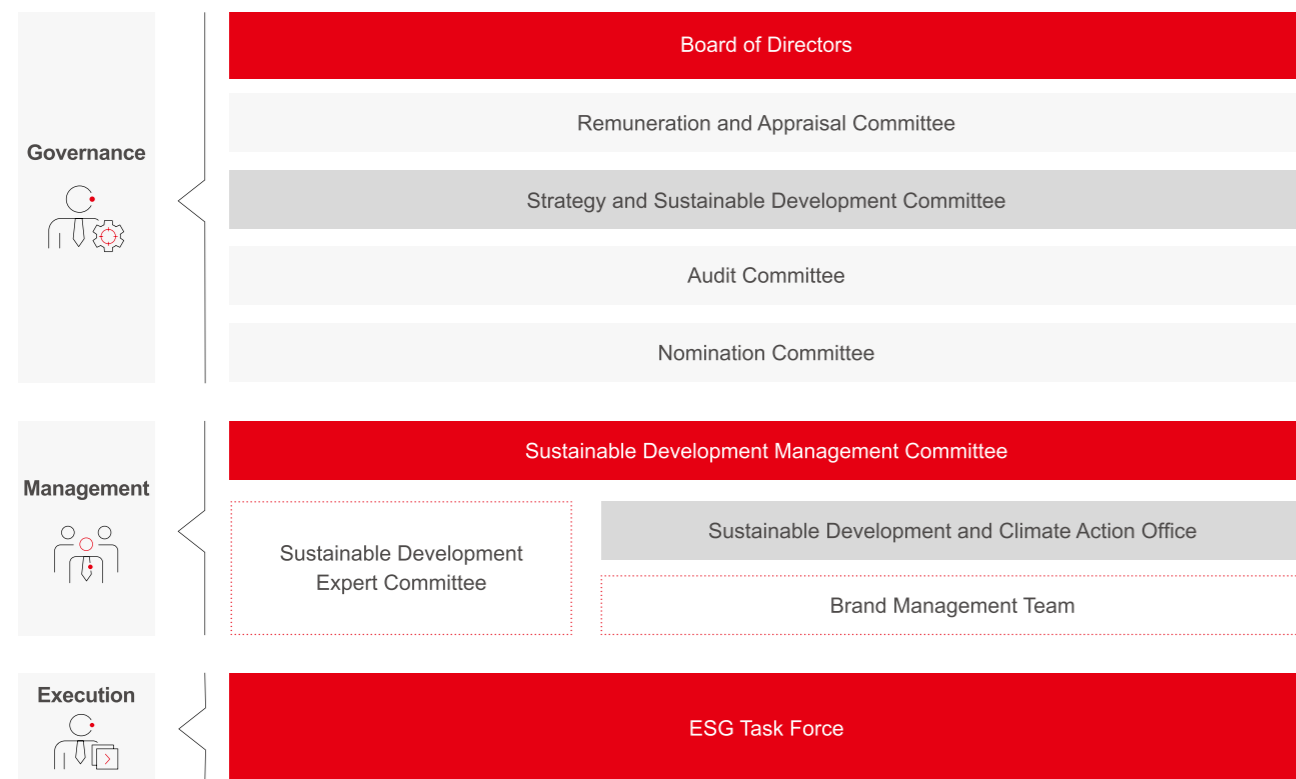 Governance
Board of Directors
Remuneration and Appraisal Committee
Strategy and Sustainable Development Committee
Audit Committee
Nomination Committee
Management
Sustainable Development Management Committee
Sustainable Development
Expert Committee
Sustainable Development and Climate Action Office
Brand Management Team
Execution
ESG Task Force